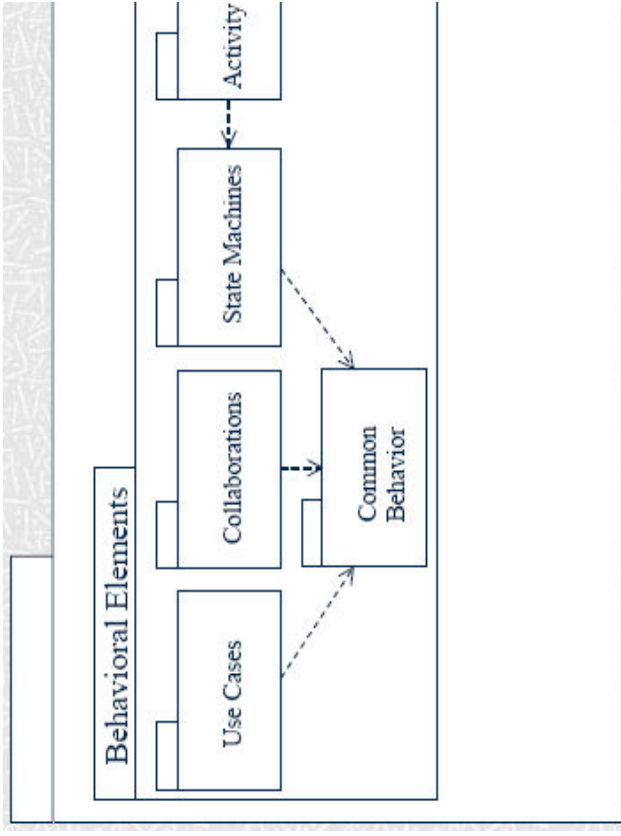 Behavioral Elements
Use Cases
Collaborations
State Machines
Activity
Common
Behavior